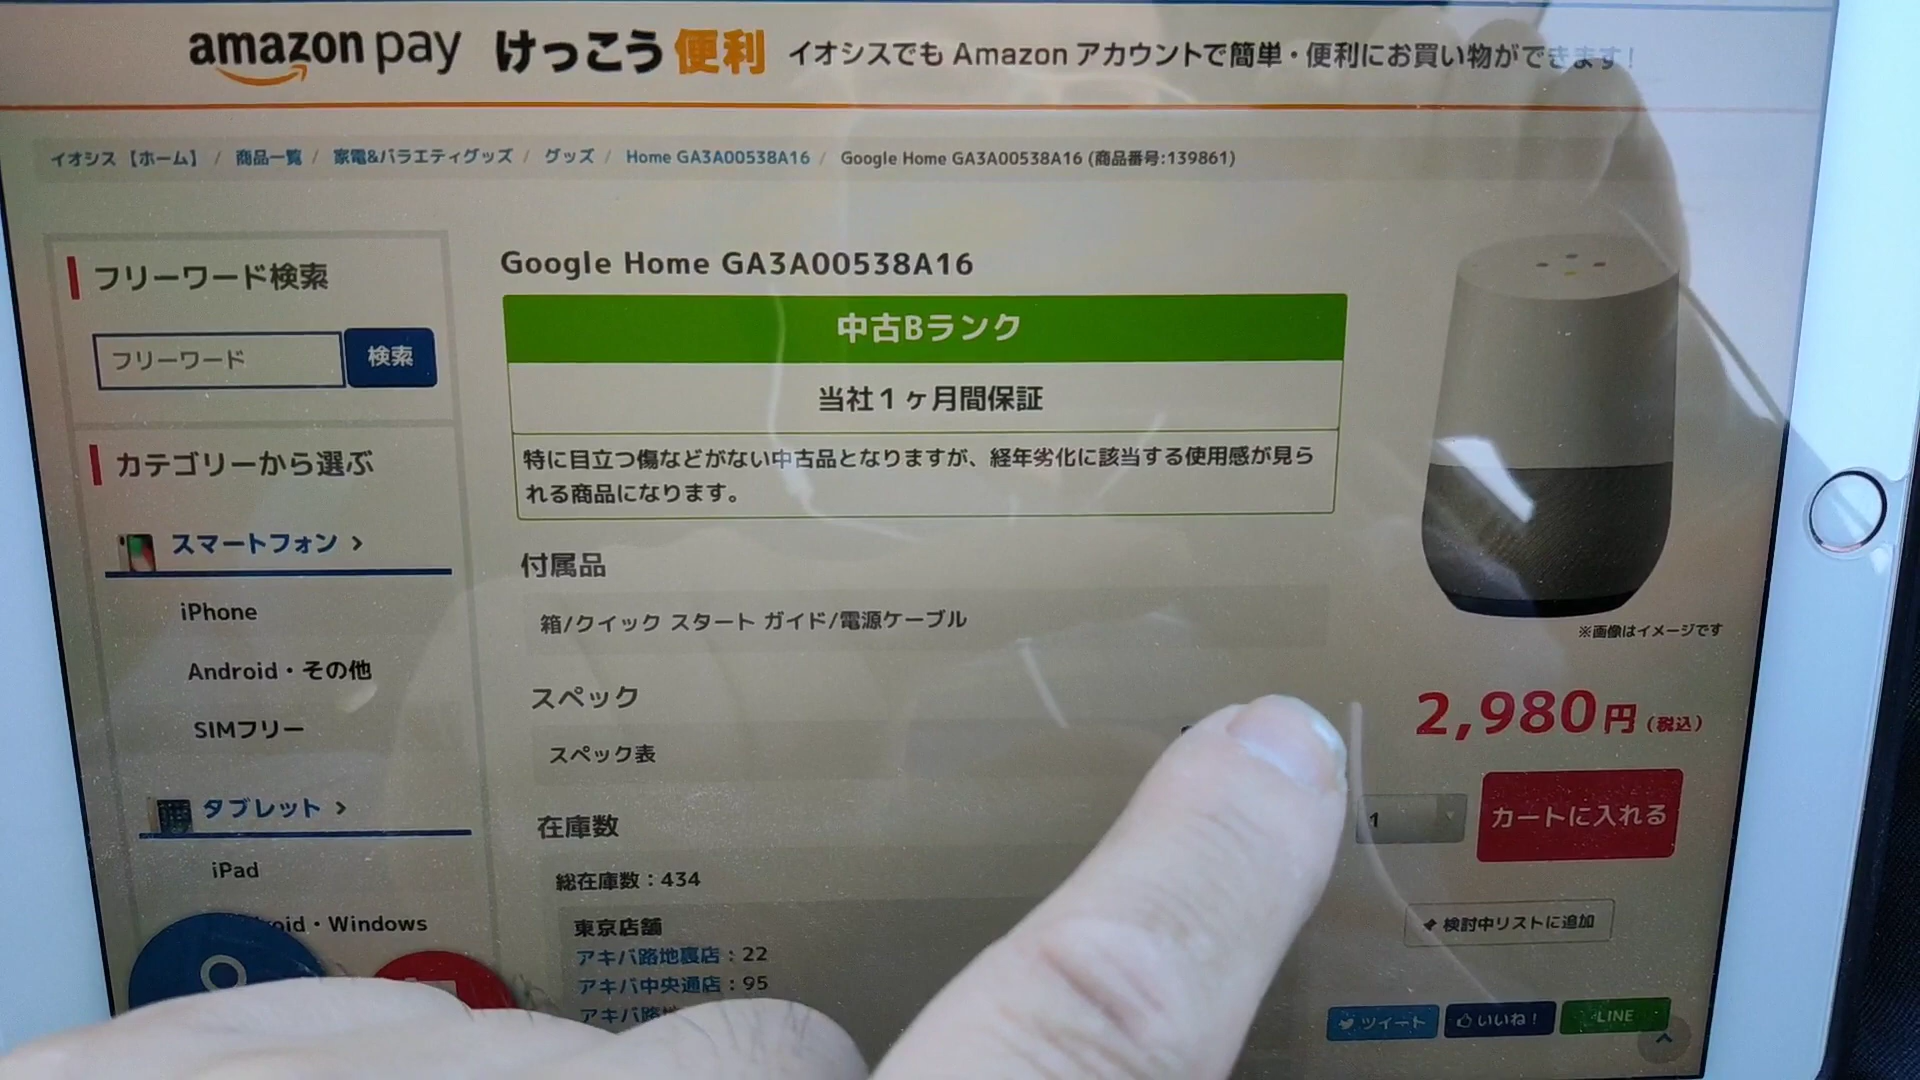 amazon pay けっこう便利 イオシスでも Amazon アカウントで簡単・便利にお買い物ができます！
イオシス【ホーム】 / 商品一覧 / 家電&バラエティグッズ / グッズ / Home GA3A00538A16 / Google Home GA3A00538A16 (商品番号:139861)
フリーワード検索
フリーワード 検索
カテゴリーから選ぶ
スマートフォン >
iPhone
Android・その他
SIMフリー
タブレット >
iPad
・Windows
Google Home GA3A00538A16
中古Bランク
当社1ヶ月間保証
特に目立つ傷などがない中古品となりますが、経年劣化に該当する使用感が見ら
れる商品になります。
付属品
箱/クイック スタート ガイド/電源ケーブル
スペック
スペック表
在庫数
総在庫数：434
東京店舗
アキバ路地裏店：22
アキバ中央通店：95
※画像はイメージです
2,980円（税込）
1 カートに入れる
検討中リストに追加
ツイート いいね！ LINE